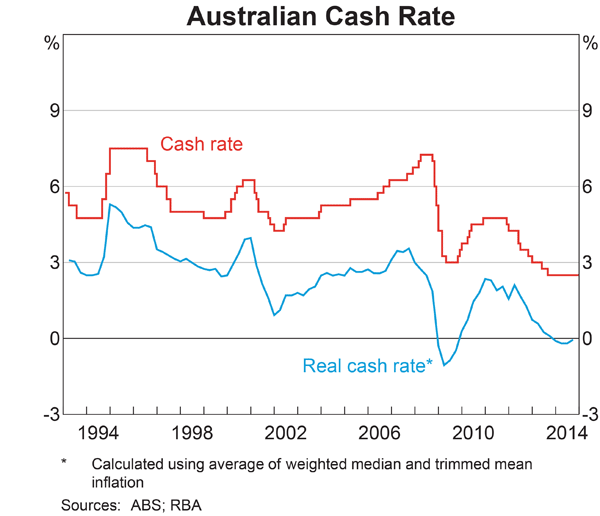 Australian Cash Rate
% %
9 9
Cash rate
6 6
3 3
0 0
Real cash rate*
-3 -3
1994 1998 2002 2006 2010 2014
* Calculated using average of weighted median and trimmed mean
inflation
Sources: ABS; RBA